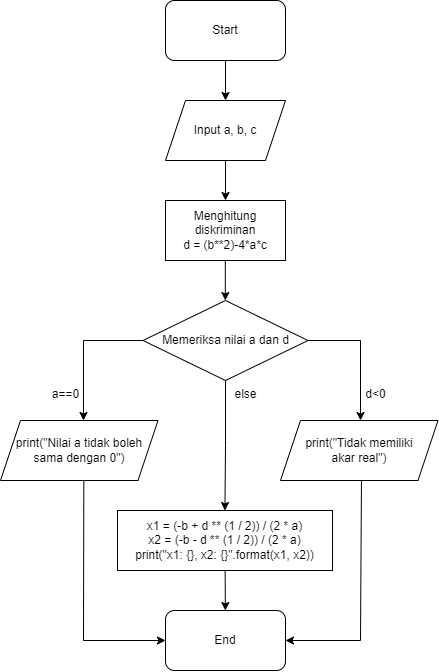 Start
Input a, b, c
Menghitung
diskriminan
d = (b**2)-4*a*c
Memeriksa nilai a dan d
a==0
else
d<0
print("Nilai a tidak boleh
sama dengan 0")
print("Tidak memiliki
akar real")
x1 = (-b + d ** (1 / 2)) / (2 * a)
x2 = (-b - d ** (1 / 2)) / (2 * a)
print("x1: {}, x2: {}".format(x1, x2))
End